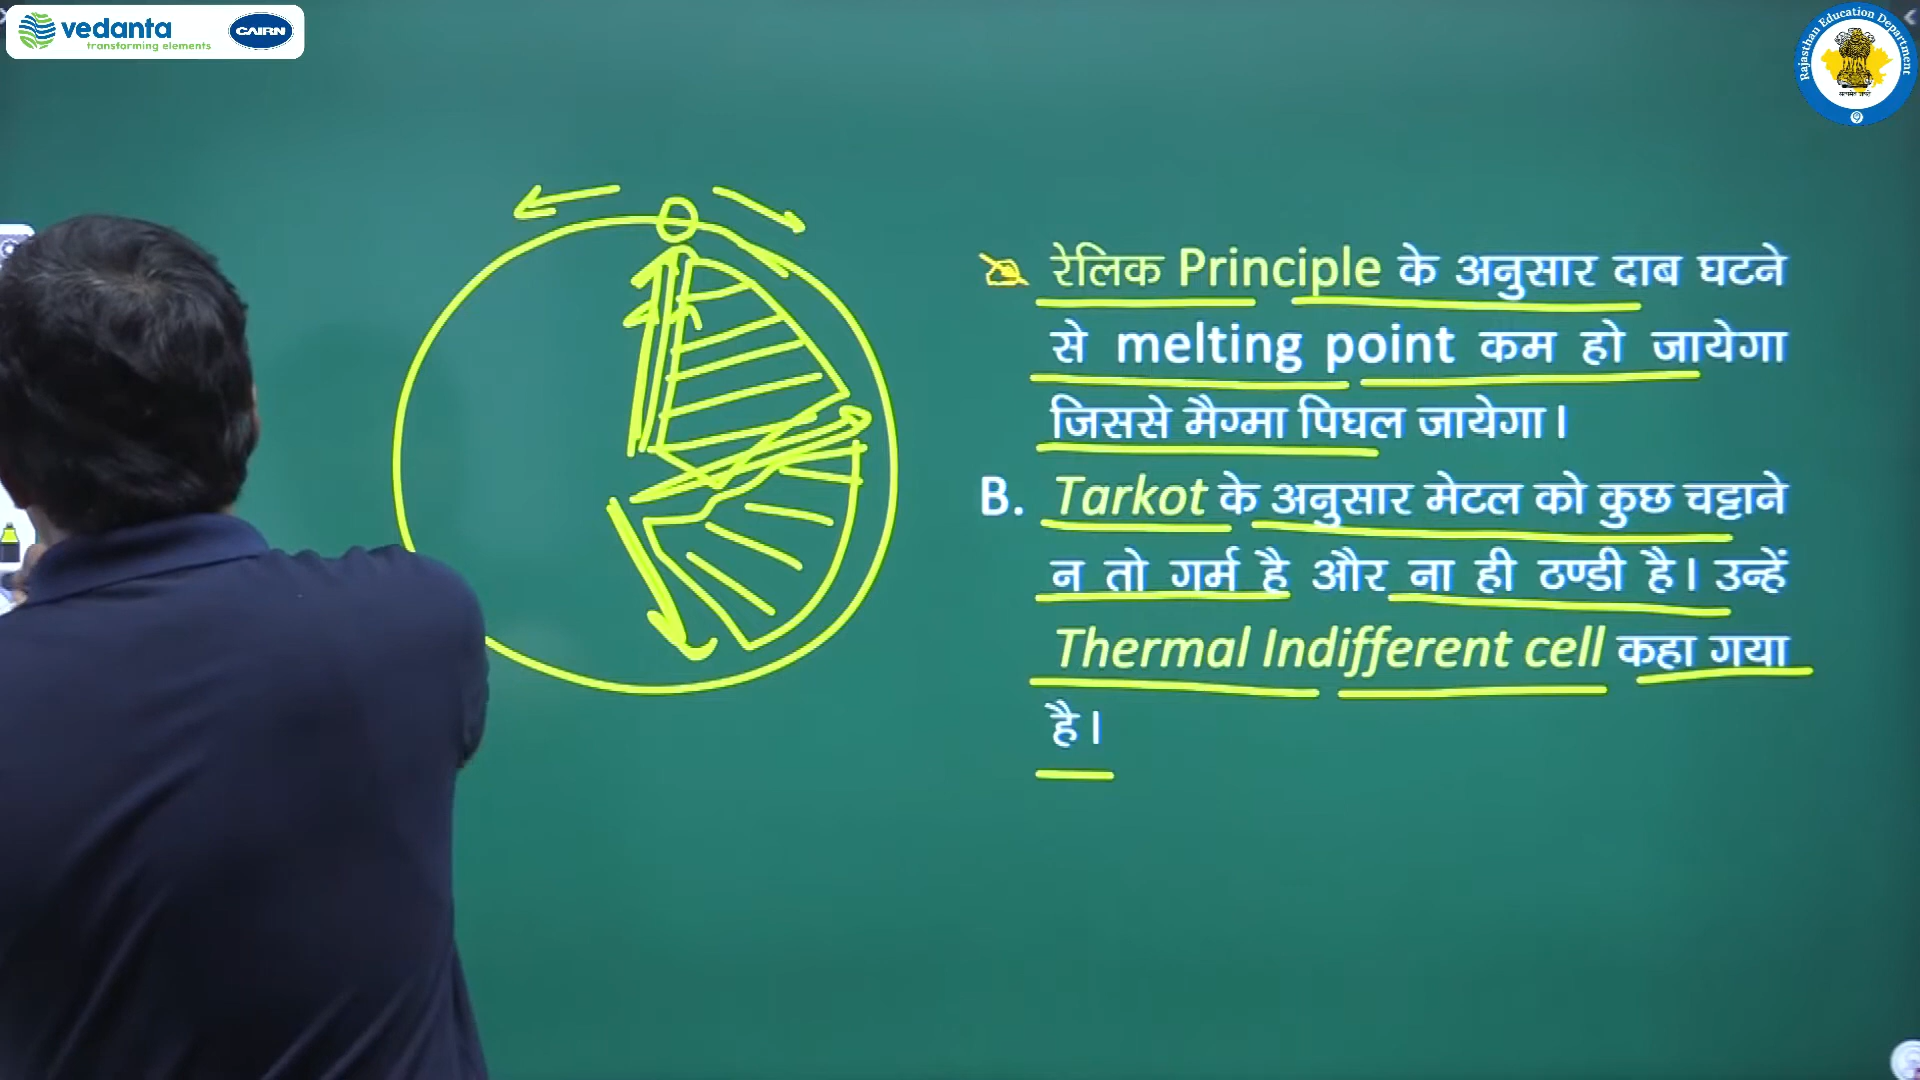 vedanta
transforming elements
CAIRN
Rajasthan Education Department
रेलिक Principle के अनुसार दाब घटने
से melting point कम हो जायेगा
जिससे मैग्मा पिघल जायेगा।
B. Tarkot के अनुसार मेटल को कुछ चट्टाने
न तो गर्म है और ना ही ठण्डी है। उन्हें
Thermal Indifferent cell कहा गया
है।